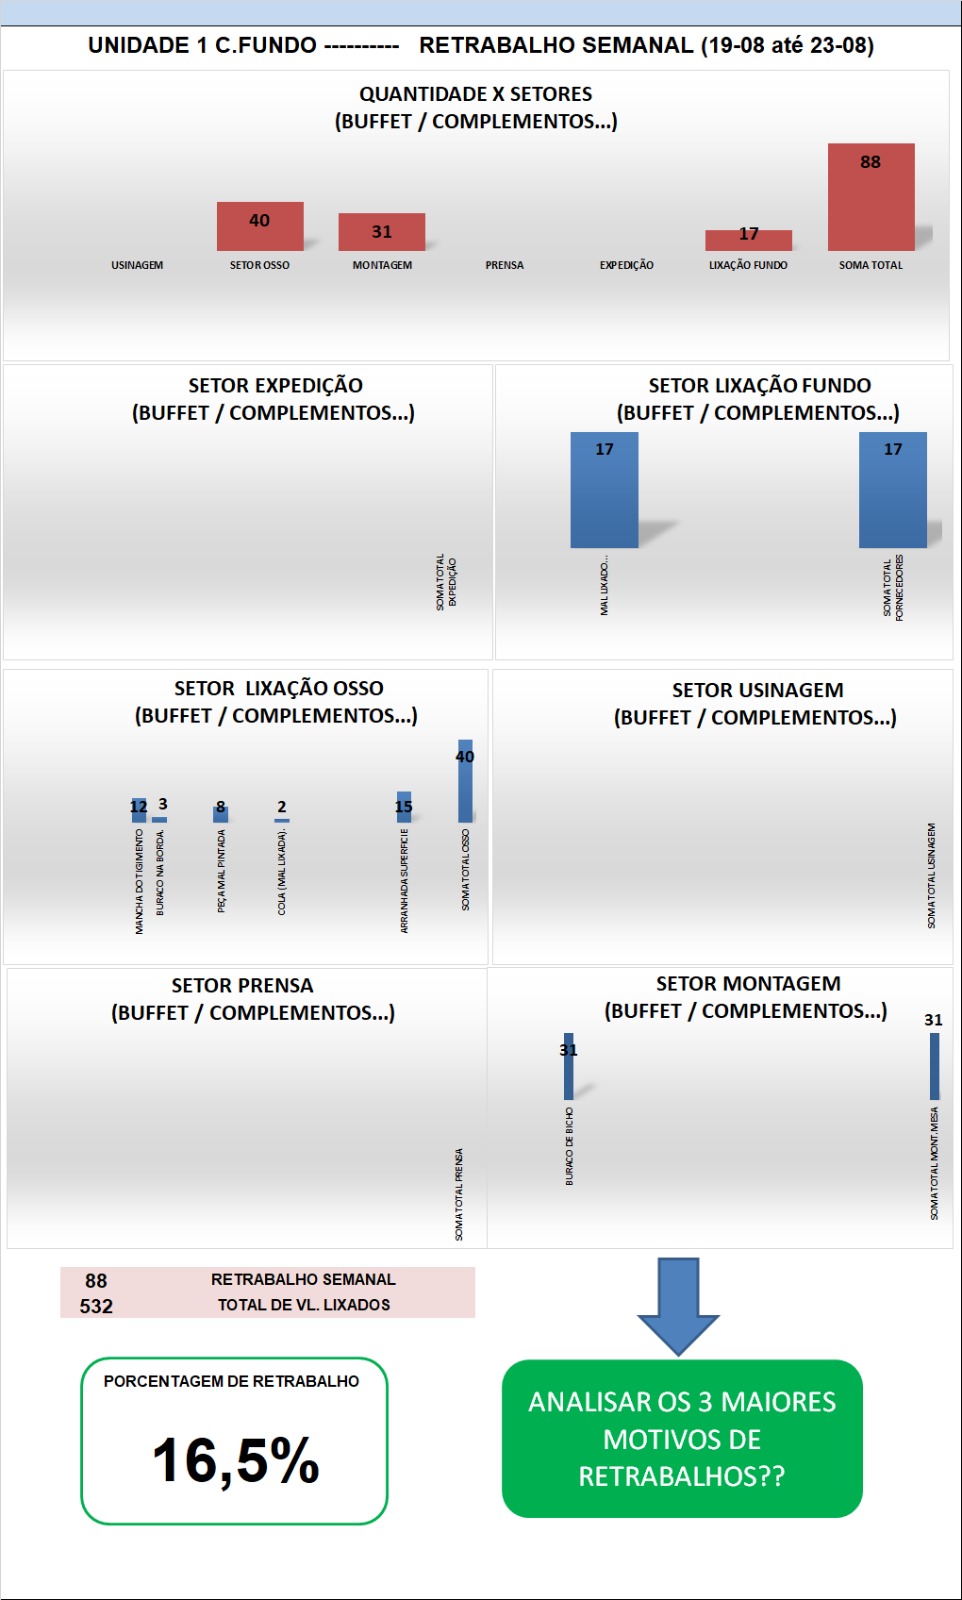 UNIDADE 1 C.FUNDO ---------- RETRABALHO SEMANAL (19-08 até 23-08)
QUANTIDADE X SETORES
(BUFFET / COMPLEMENTOS...)
88
40
31
17
USINAGEM SETOR OSSO MONTAGEM PRENSA EXPEDIÇÃO LIXAÇÃO FUNDO SOMA TOTAL
SETOR EXPEDIÇÃO
(BUFFET / COMPLEMENTOS...)
SOMA TOTAL
EXPEDIÇÃO
SETOR LIXAÇÃO FUNDO
(BUFFET / COMPLEMENTOS...)
17
17
MAL LIXADO...
SOMA TOTAL
FORNECEDORES
SETOR LIXAÇÃO OSSO
(BUFFET / COMPLEMENTOS...)
12
3
8
2
15
40
MANCHA DO TIGIMENTO
BURACO NA BORDA.
PEÇA MAL PINTADA
COLA (MAL LIXADA).
ARRANHADA SUPERFICIE
SOMA TOTAL OSSO
SETOR USINAGEM
(BUFFET / COMPLEMENTOS...)
SOMA TOTAL USINAGEM
SETOR PRENSA
(BUFFET / COMPLEMENTOS...)
SOMA TOTAL PRENSA
SETOR MONTAGEM
(BUFFET / COMPLEMENTOS...)
31
31
BURACO DE BICHO
SOMA TOTAL MONT.MESA
88 RETRABALHO SEMANAL
532 TOTAL DE VL. LIXADOS
PORCENTAGEM DE RETRABALHO
16,5%
ANALISAR OS 3 MAIORES
MOTIVOS DE
RETRABALHOS??